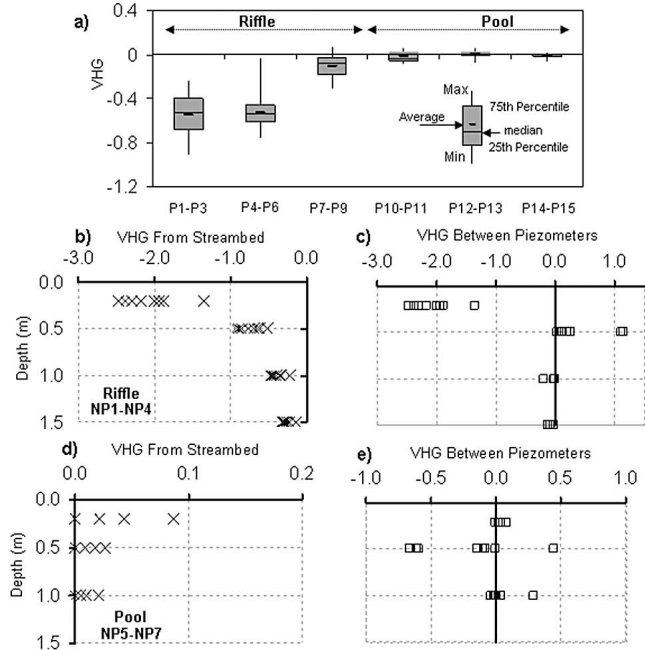 a)
Riffle
Pool
0.4
0
-0.4
-0.8
-1.2
VHG
Max
75th Percentile
Average
median
25th Percentile
Min
P1-P3 P4-P6 P7-P9 P10-P11 P12-P13 P14-P15
b)
VHG From Streambed
-3.0 -2.0 -1.0 0.0
0.0
0.5
1.0
1.5
Depth (m)
Riffle
NP1-NP4
c)
VHG Between Piezometers
-3.0 -2.0 -1.0 0.0 1.0
d)
VHG From Streambed
0.0 0.1 0.2
0.0
0.5
1.0
1.5
Depth (m)
Pool
NP5-NP7
e)
VHG Between Piezometers
-1.0 -0.5 0.0 0.5 1.0